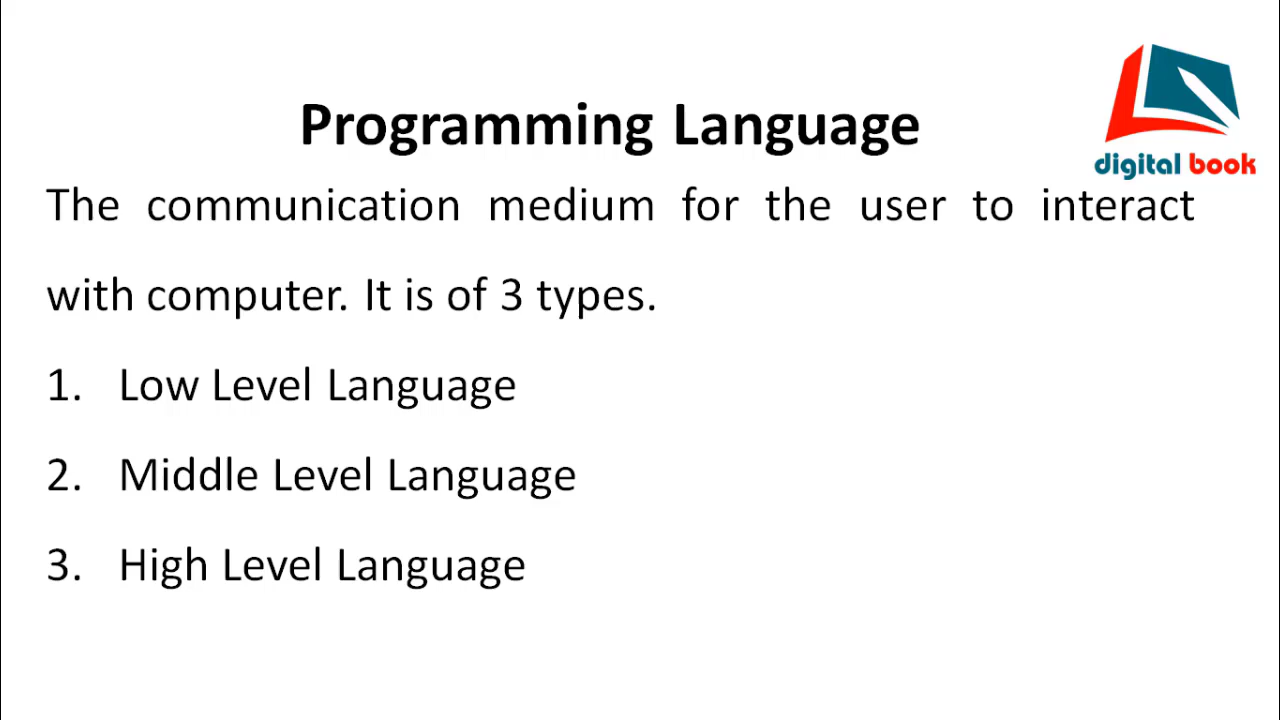 Programming Language
digital book
The communication medium for the user to interact
with computer. It is of 3 types.
1. Low Level Language
2. Middle Level Language
3. High Level Language